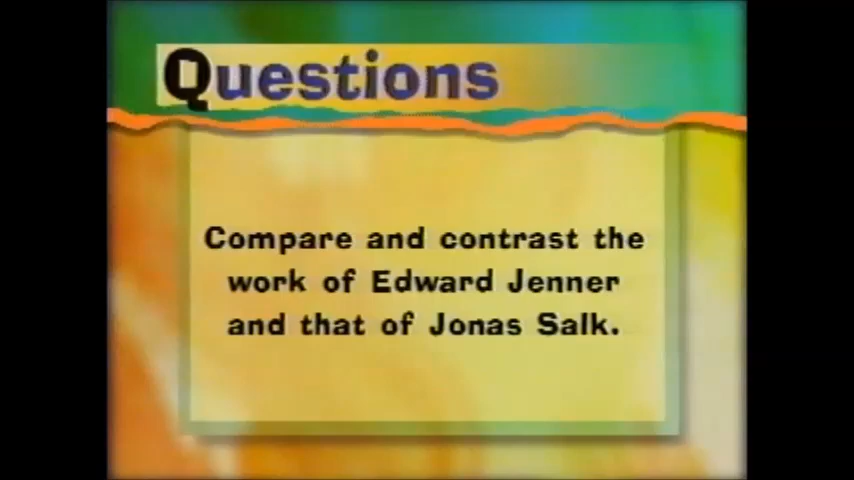 Questions
Compare and contrast the
work of Edward Jenner
and that of Jonas Salk.